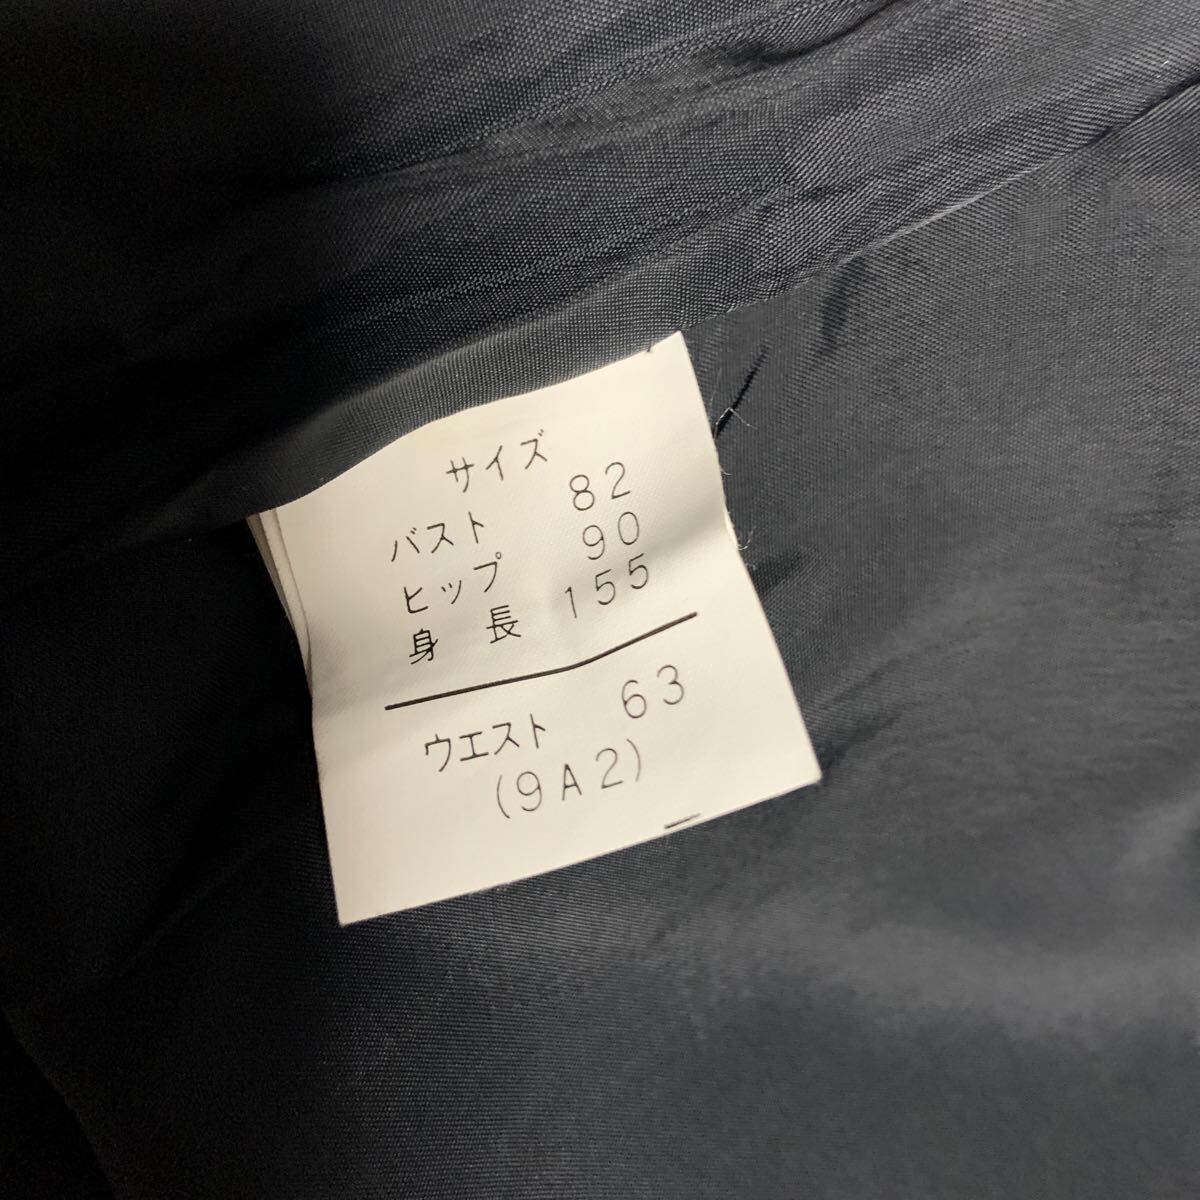 サイズ
バスト 82
ヒップ 90
身長 155
ウエスト 63
(9A2)